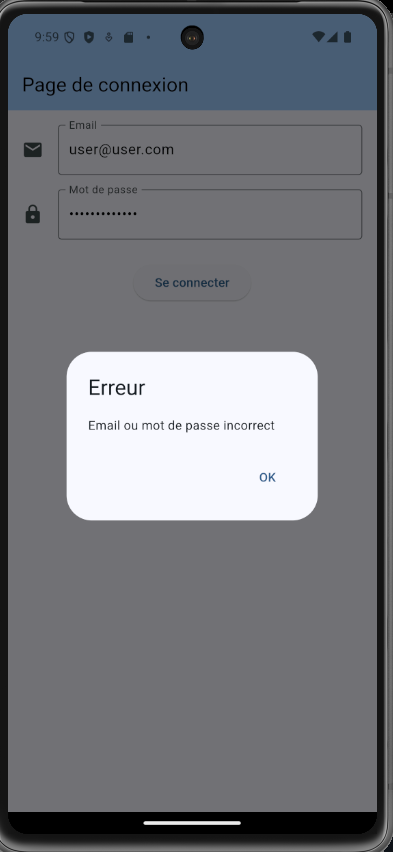 9:59
Page de connexion
Email
user@user.com
Mot de passe
•••••••••••••
Se connecter
Erreur
Email ou mot de passe incorrect
OK